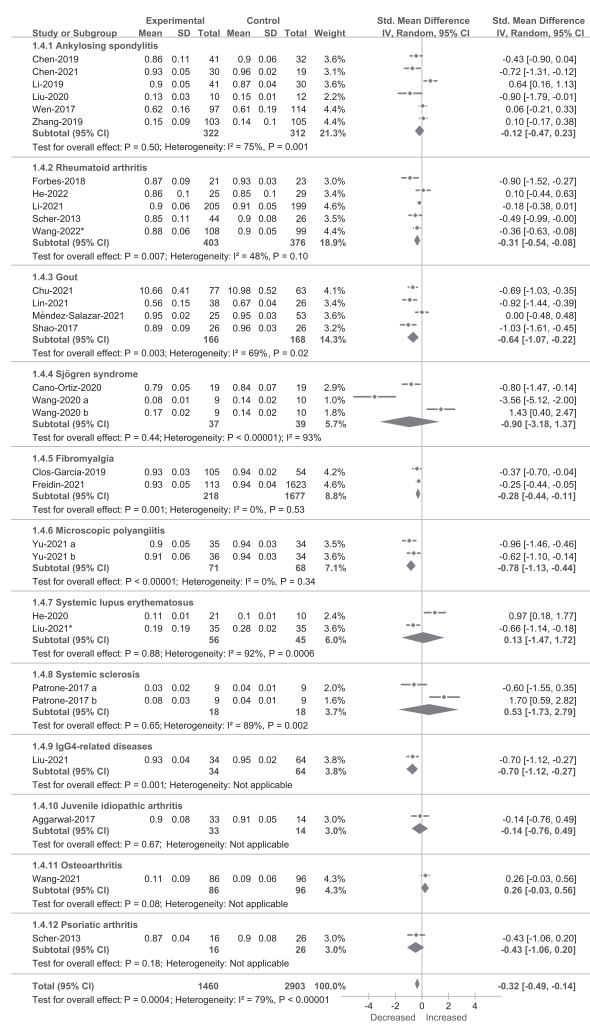 Experimental Control Std. Mean Difference Std. Mean Difference
Study or Subgroup Mean SD Total Mean SD Total Weight IV, Random, 95% CI IV, Random, 95% CI
1.4.1 Ankylosing spondylitis
Chen-2019 0.86 0.11 41 0.9 0.06 32 3.6% -0.43 (-0.90, 0.04)
Chen-2021 0.93 0.05 30 0.96 0.02 19 3.1% -0.72 (-1.31, -0.12)
Li-2019 0.9 0.05 41 0.87 0.04 30 3.5% 0.64 (0.16, 1.13)
Liu-2020 0.13 0.03 10 0.15 0.01 12 2.2% -0.90 (-1.79, -0.01)
Wen-2017 0.62 0.16 97 0.61 0.19 114 4.4% 0.06 (-0.21, 0.33)
Zhang-2019 0.15 0.09 103 0.14 0.1 105 4.4% 0.10 (-0.17, 0.38)
Subtotal (95% CI) 322 312 21.3% -0.12 (-0.47, 0.23)
Test for overall effect: P = 0.50; Heterogeneity: I² = 75%, P = 0.001
1.4.2 Rheumatoid arthritis
Forbes-2018 0.87 0.09 21 0.93 0.03 23 3.0% -0.90 (-1.52, -0.27)
He-2022 0.86 0.1 25 0.85 0.1 29 3.3% 0.10 (-0.44, 0.63)
Li-2021 0.9 0.06 205 0.91 0.05 199 4.6% -0.18 (-0.38, 0.01)
Scher-2013 0.85 0.11 44 0.9 0.08 26 3.5% -0.49 (-0.99, -0.00)
Wang-2022* 0.88 0.06 108 0.9 0.05 99 4.4% -0.36 (-0.63, -0.08)
Subtotal (95% CI) 403 376 18.9% -0.31 (-0.54, -0.08)
Test for overall effect: P = 0.007; Heterogeneity: I² = 48%, P = 0.10
1.4.3 Gout
Chu-2021 10.66 0.41 77 10.98 0.52 63 4.1% -0.69 (-1.03, -0.35)
Lin-2021 0.56 0.15 38 0.67 0.04 26 3.4% -0.92 (-1.44, -0.39)
Méndez-Salazar-2021 0.95 0.02 25 0.95 0.03 53 3.5% 0.00 (-0.48, 0.48)
Shao-2017 0.89 0.09 26 0.96 0.03 26 3.2% -1.03 (-1.61, -0.45)
Subtotal (95% CI) 166 168 14.3% -0.64 (-1.07, -0.22)
Test for overall effect: P = 0.003; Heterogeneity: I² = 69%, P = 0.02
1.4.4 Sjögren syndrome
Cano-Ortiz-2020 0.79 0.05 19 0.84 0.07 19 2.9% -0.80 (-1.47, -0.14)
Wang-2020 a 0.08 0.01 9 0.14 0.02 10 1.0% -3.56 (-5.12, -2.00)
Wang-2020 b 0.17 0.02 9 0.14 0.02 10 1.8% 1.43 (0.40, 2.47)
Subtotal (95% CI) 37 39 5.7% -0.90 (-3.18, 1.37)
Test for overall effect: P = 0.44; Heterogeneity: P < 0.00001); I² = 93%
1.4.5 Fibromyalgia
Clos-Garcia-2019 0.93 0.03 105 0.94 0.02 54 4.2% -0.37 (-0.70, -0.04)
Freidin-2021 0.93 0.05 113 0.94 0.04 1623 4.6% -0.25 (-0.44, -0.05)
Subtotal (95% CI) 218 1677 8.8% -0.28 (-0.44, -0.11)
Test for overall effect: P = 0.001; Heterogeneity: I² = 0%, P = 0.53
1.4.6 Microscopic polyangiitis
Yu-2021 a 0.9 0.05 35 0.94 0.03 34 3.5% -0.96 (-1.46, -0.46)
Yu-2021 b 0.91 0.06 36 0.94 0.03 34 3.5% -0.62 (-1.10, -0.14)
Subtotal (95% CI) 71 68 7.1% -0.78 (-1.13, -0.44)
Test for overall effect: P < 0.00001; Heterogeneity: I² = 0%, P = 0.34
1.4.7 Systemic lupus erythematosus
He-2020 0.11 0.01 21 0.1 0.01 10 2.4% 0.97 (0.18, 1.77)
Liu-2021* 0.19 0.19 35 0.28 0.02 35 3.5% -0.66 (-1.14, -0.18)
Subtotal (95% CI) 56 45 6.0% 0.13 (-1.47, 1.72)
Test for overall effect: P = 0.88; Heterogeneity: I² = 92%, P = 0.0006
1.4.8 Systemic sclerosis
Patrone-2017 a 0.03 0.02 9 0.04 0.01 9 2.0% -0.60 (-1.55, 0.35)
Patrone-2017 b 0.08 0.03 9 0.04 0.01 9 1.6% 1.70 (0.59, 2.82)
Subtotal (95% CI) 18 18 3.7% 0.53 (-1.73, 2.79)
Test for overall effect: P = 0.65; Heterogeneity: I² = 89%, P = 0.002
1.4.9 IgG4-related diseases
Liu-2021 0.93 0.04 34 0.95 0.02 64 3.8% -0.70 (-1.12, -0.27)
Subtotal (95% CI) 34 64 3.8% -0.70 (-1.12, -0.27)
Test for overall effect: P = 0.001; Heterogeneity: Not applicable
1.4.10 Juvenile idiopathic arthritis
Aggarwal-2017 0.9 0.08 33 0.91 0.05 14 3.0% -0.14 (-0.76, 0.49)
Subtotal (95% CI) 33 14 3.0% -0.14 (-0.76, 0.49)
Test for overall effect: P = 0.67; Heterogeneity: Not applicable
1.4.11 Osteoarthritis
Wang-2021 0.11 0.09 86 0.09 0.06 96 4.3% 0.26 (-0.03, 0.56)
Subtotal (95% CI) 86 96 4.3% 0.26 (-0.03, 0.56)
Test for overall effect: P = 0.08; Heterogeneity: Not applicable
1.4.12 Psoriatic arthritis
Scher-2013 0.87 0.04 16 0.9 0.08 26 3.0% -0.43 (-1.06, 0.20)
Subtotal (95% CI) 16 26 3.0% -0.43 (-1.06, 0.20)
Test for overall effect: P = 0.18; Heterogeneity: Not applicable
Total (95% CI) 1460 2903 100.0% -0.32 (-0.49, -0.14)
Test for overall effect: P = 0.0004; I² = 79%, P < 0.00001
-4 -2 0 2 4
Decreased Increased